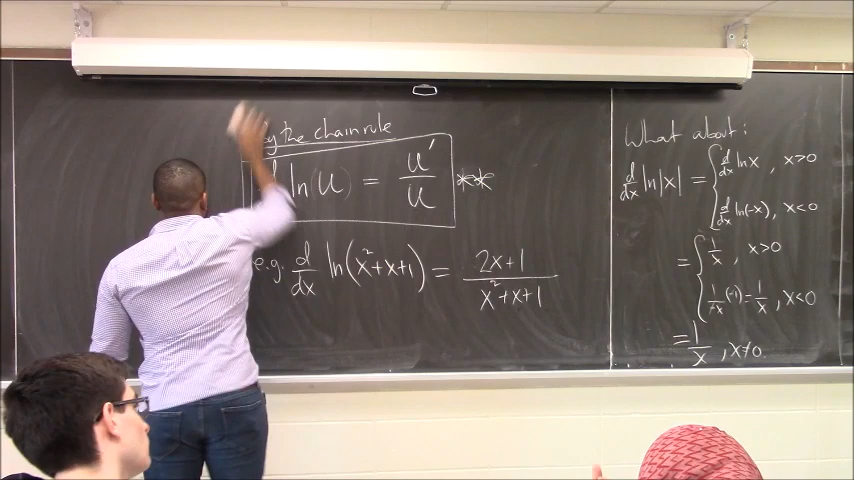 by the chain rule
ln(u) = u'/u **
e.g. d/dx ln(x²+x+1) = 2x+1/x²+x+1
What about:
d/dx ln|x| = { d/dx ln x , x>0
d/dx ln(-x), x<0
= { 1/x , x>0
1/-x (-1) = 1/x , x<0
= 1/x , x≠0